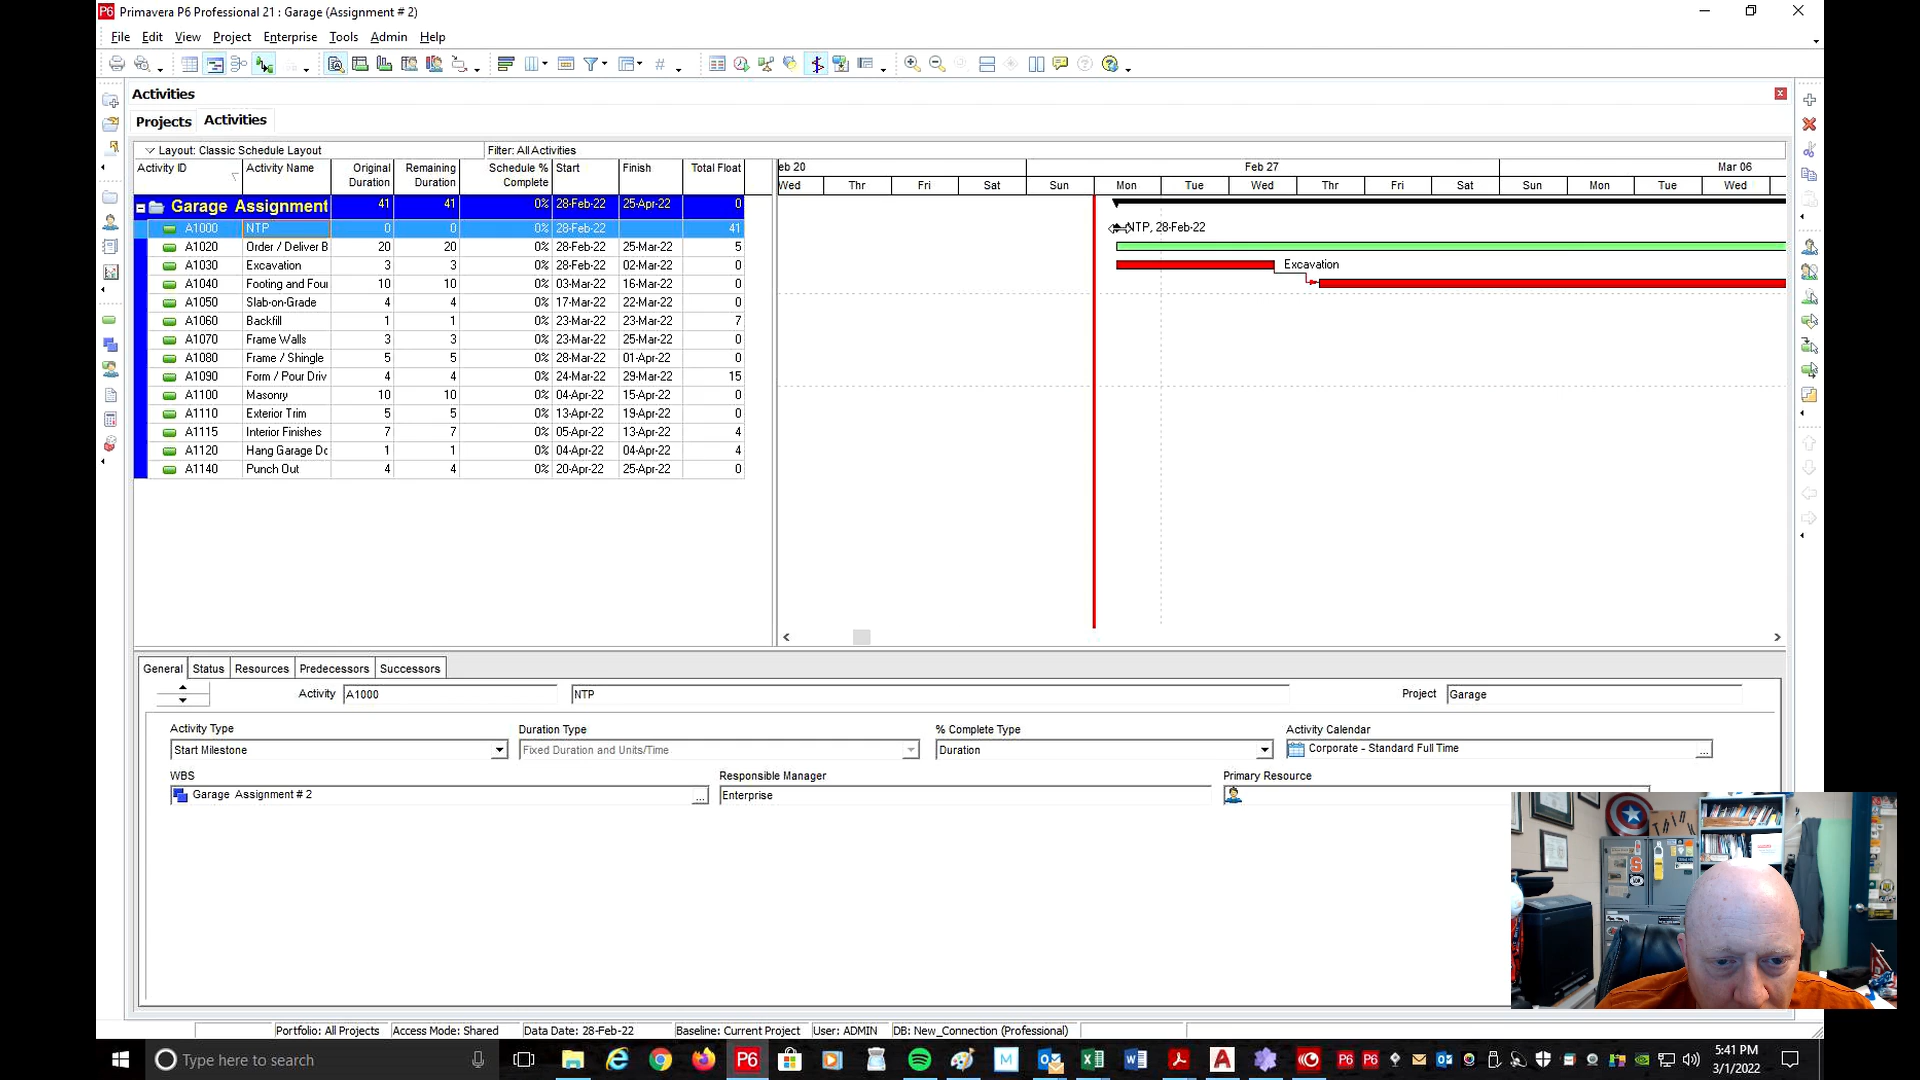 Primavera P6 Professional 21 : Garage (Assignment # 2)
File Edit View Project Enterprise Tools Admin Help
Activities
Projects Activities
Layout: Classic Schedule Layout Filter: All Activities
Activity ID Activity Name Original Duration Remaining Duration Schedule % Complete Start Finish Total Float
eb 20 Feb 27 Mar 06
Wed Thr Fri Sat Sun Mon Tue Wed Thr Fri Sat Sun Mon Tue Wed
Garage Assignment 41 41 0% 28-Feb-22 25-Apr-22 0
A1000 NTP 0 0 0% 28-Feb-22 41 NTP, 28-Feb-22
A1020 Order / Deliver B 20 20 0% 28-Feb-22 25-Mar-22 5
A1030 Excavation 3 3 0% 28-Feb-22 02-Mar-22 0 Excavation
A1040 Footing and Four 10 10 0% 03-Mar-22 16-Mar-22 0
A1050 Slab-on-Grade 4 4 0% 17-Mar-22 22-Mar-22 0
A1060 Backfill 1 1 0% 23-Mar-22 23-Mar-22 7
A1070 Frame Walls 3 3 0% 23-Mar-22 25-Mar-22 0
A1080 Frame / Shingle 5 5 0% 28-Mar-22 01-Apr-22 0
A1090 Form / Pour Driv 4 4 0% 24-Mar-22 29-Mar-22 15
A1100 Masonry 10 10 0% 04-Apr-22 15-Apr-22 0
A1110 Exterior Trim 5 5 0% 13-Apr-22 19-Apr-22 0
A1115 Interior Finishes 7 7 0% 05-Apr-22 13-Apr-22 4
A1120 Hang Garage Dc 1 1 0% 04-Apr-22 04-Apr-22 4
A1140 Punch Out 4 4 0% 20-Apr-22 25-Apr-22 0
General Status Resources Predecessors Successors
Activity A1000 NTP Project Garage
Activity Type Duration Type % Complete Type Activity Calendar
Start Milestone Fixed Duration and Units/Time Duration Corporate - Standard Full Time ...
WBS Responsible Manager Primary Resource
Garage Assignment # 2 ... Enterprise
Think
Portfolio: All Projects Access Mode: Shared Data Date: 28-Feb-22 Baseline: Current Project User: ADMIN DB: New_Connection (Professional)
Type here to search
5:41 PM
3/1/2022